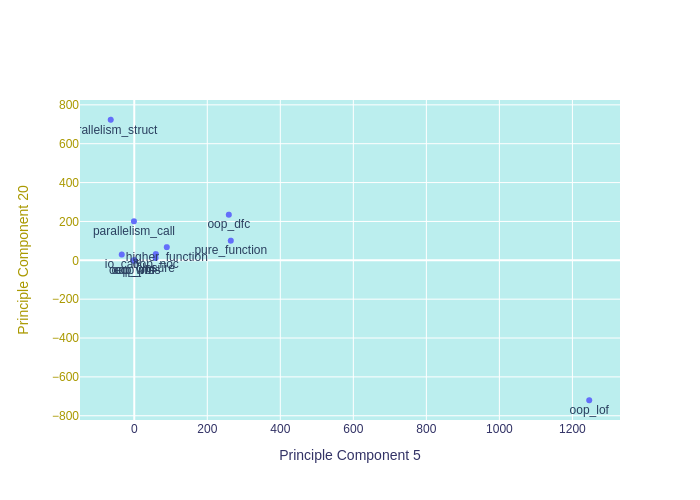 800
rallelism_struct
600
400
200
oop_dfc
parallelism_call
pure_function
higher_function
0
−200
−400
−600
oop_lof
−800
0
200
400
600
800
1000
1200
Principle Component 5
Principle Component 20